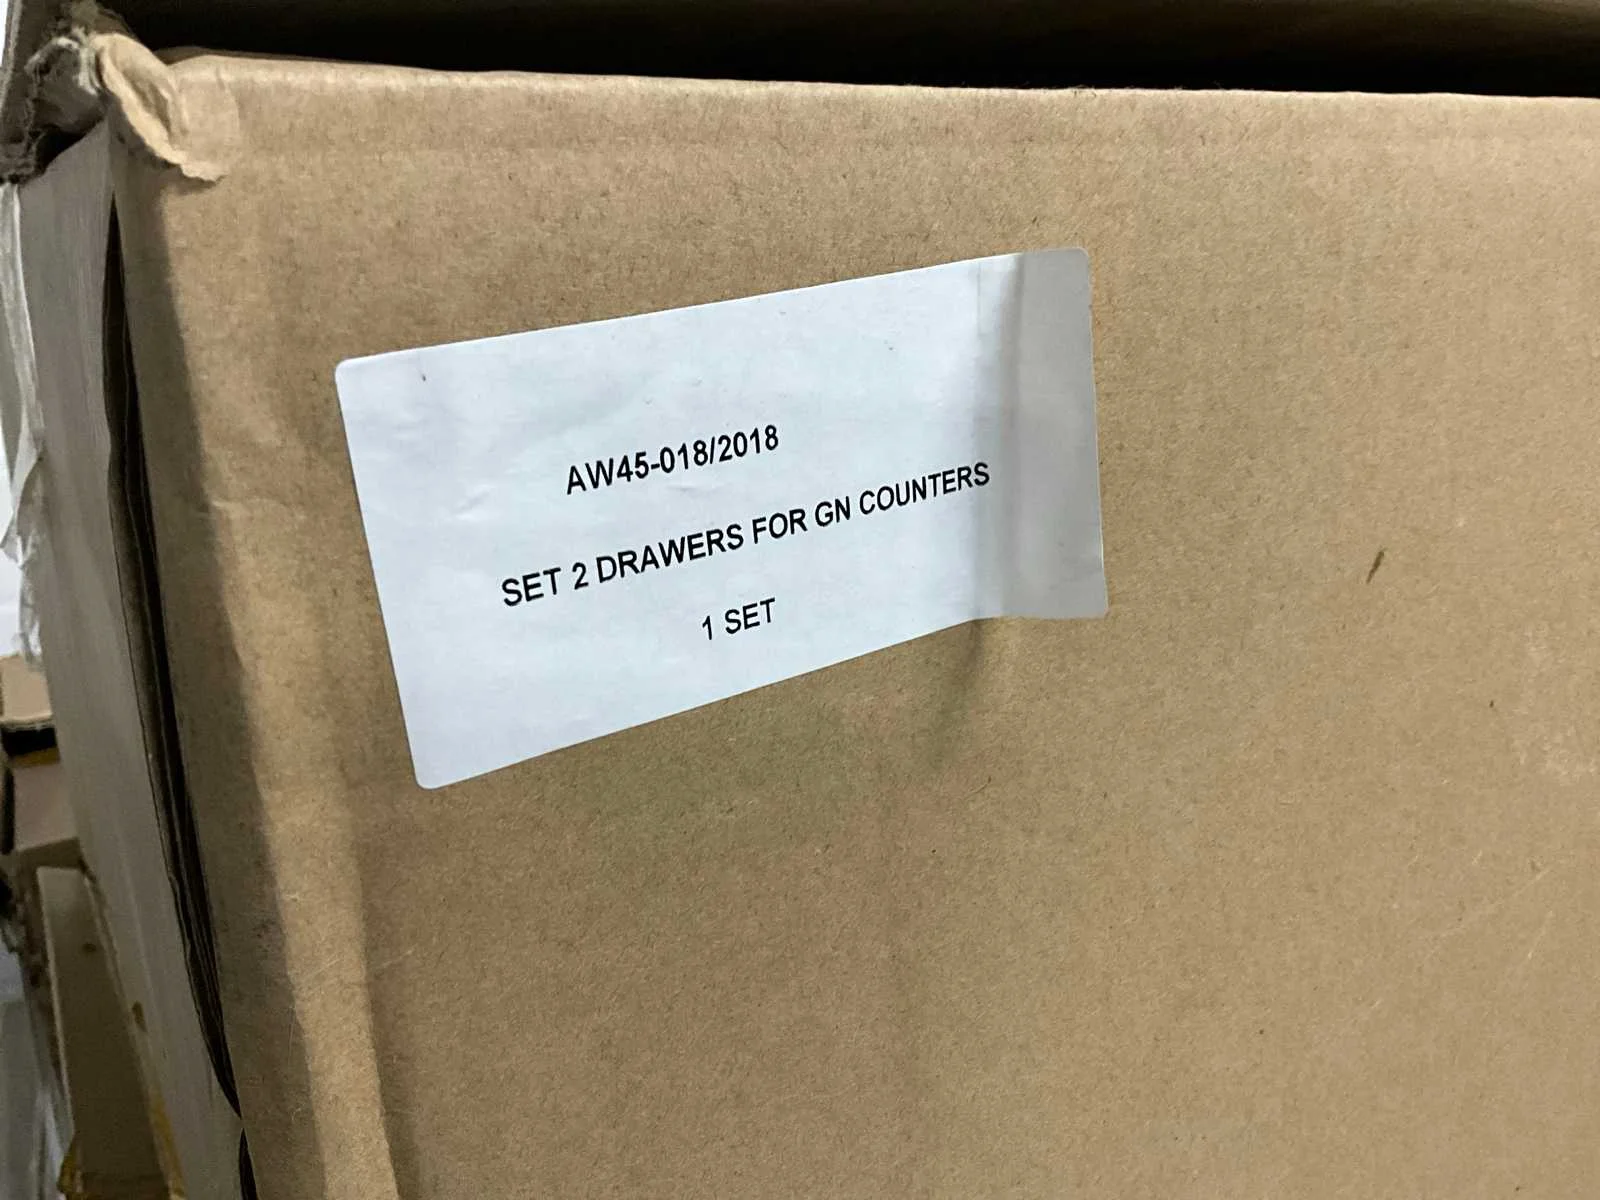 AW45-018/2018
SET 2 DRAWERS FOR GN COUNTERS
1 SET